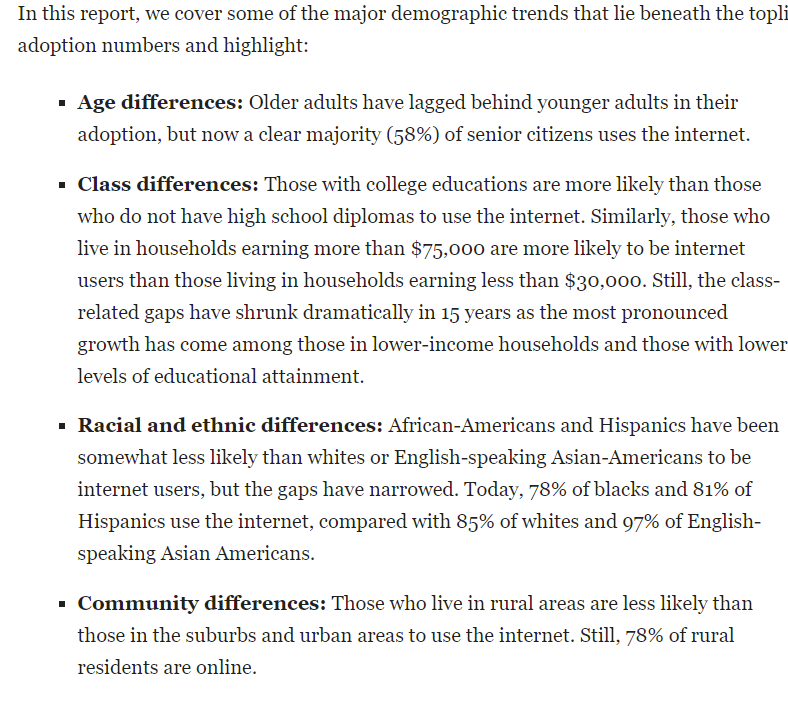 In this report, we cover some of the major demographic trends that lie beneath the topli
adoption numbers and highlight:
▪ Age differences: Older adults have lagged behind younger adults in their
adoption, but now a clear majority (58%) of senior citizens uses the internet.
▪ Class differences: Those with college educations are more likely than those
who do not have high school diplomas to use the internet. Similarly, those who
live in households earning more than $75,000 are more likely to be internet
users than those living in households earning less than $30,000. Still, the class-
related gaps have shrunk dramatically in 15 years as the most pronounced
growth has come among those in lower-income households and those with lower
levels of educational attainment.
▪ Racial and ethnic differences: African-Americans and Hispanics have been
somewhat less likely than whites or English-speaking Asian-Americans to be
internet users, but the gaps have narrowed. Today, 78% of blacks and 81% of
Hispanics use the internet, compared with 85% of whites and 97% of English-
speaking Asian Americans.
▪ Community differences: Those who live in rural areas are less likely than
those in the suburbs and urban areas to use the internet. Still, 78% of rural
residents are online.